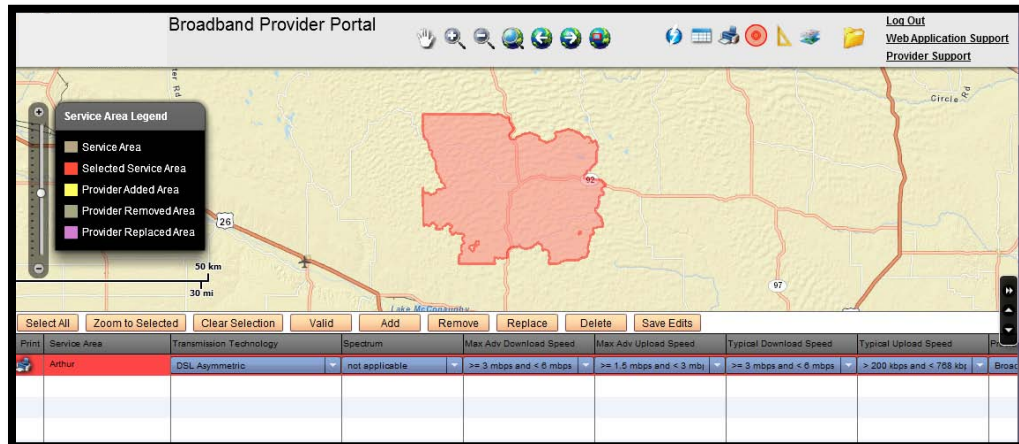 Broadband Provider Portal
Log Out
Web Application Support
Provider Support
ter Rd
Circle Rd
Service Area Legend
Service Area
Selected Service Area
Provider Added Area
Provider Removed Area
Provider Replaced Area
92
26
97
50 km
30 mi
Lake McConaughy
Select All Zoom to Selected Clear Selection Valid Add Remove Replace Delete Save Edits
Print Service Area Transmission Technology Spectrum Max Adv Download Speed Max Adv Upload Speed Typical Download Speed Typical Upload Speed
Arthur DSL Asymmetric not applicable >= 3 mbps and < 6 mbps >= 1.5 mbps and < 3 mb >= 3 mbps and < 6 mbps > 200 kbps and < 768 kb Broad